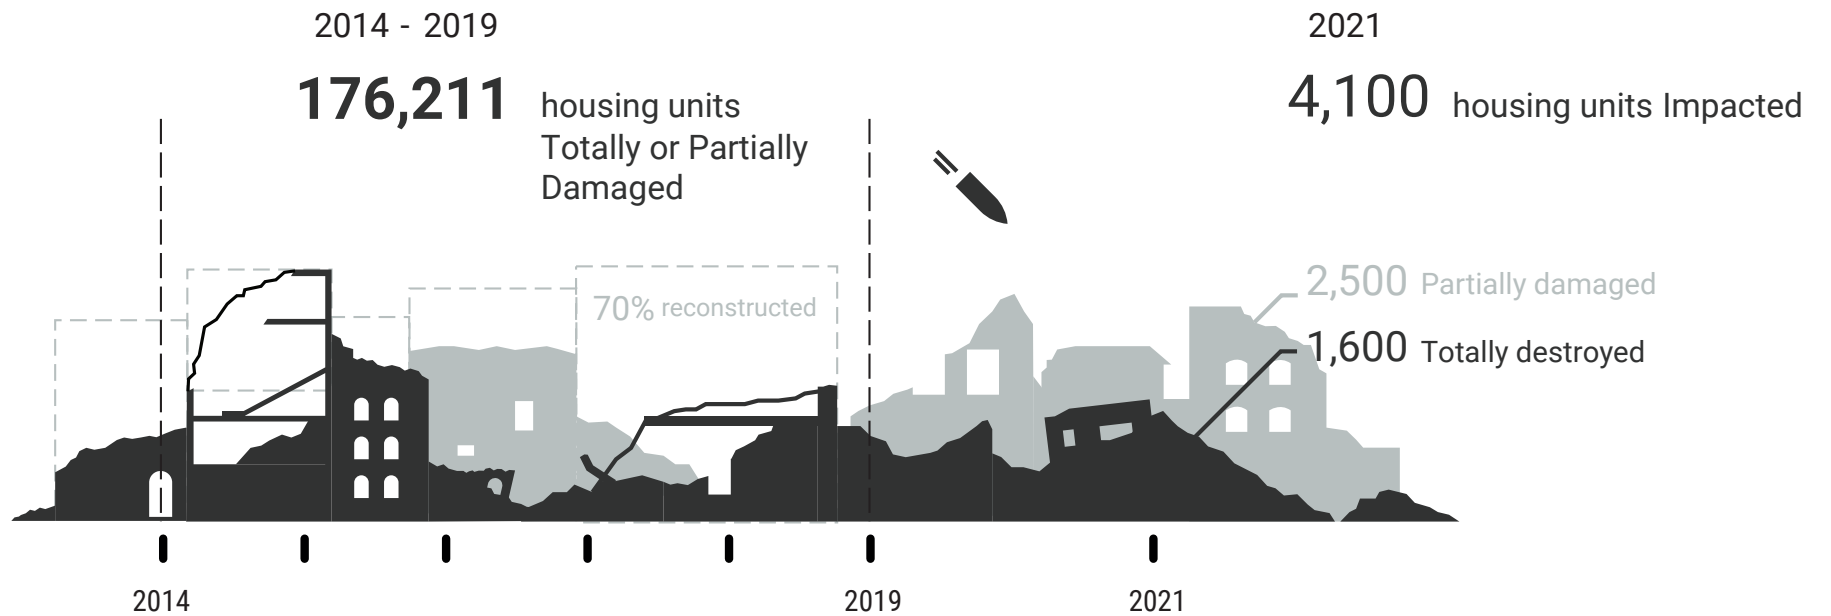 2014 - 2019
176,211 housing units
Totally or Partially
Damaged
2021
4,100 housing units Impacted
70% reconstructed
2,500 Partially damaged
1,600 Totally destroyed
2014
2019
2021